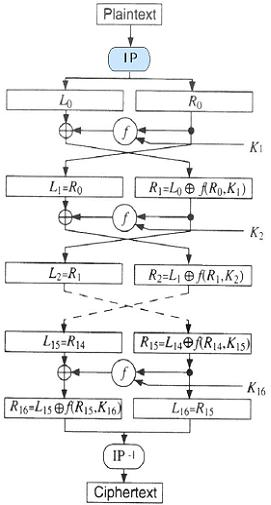 Plaintext
IP
L₀ R₀
f
K₁
L₁=R₀ R₁=L₀ ⊕ f(R₀,K₁)
f
K₂
L₂=R₁ R₂=L₁ ⊕ f(R₁,K₂)
L₁₅=R₁₄ R₁₅=L₁₄⊕f(R₁₄,K₁₅)
f
K₁₆
R₁₆=L₁₅⊕f(R₁₅,K₁₆) L₁₆=R₁₅
IP⁻¹
Ciphertext